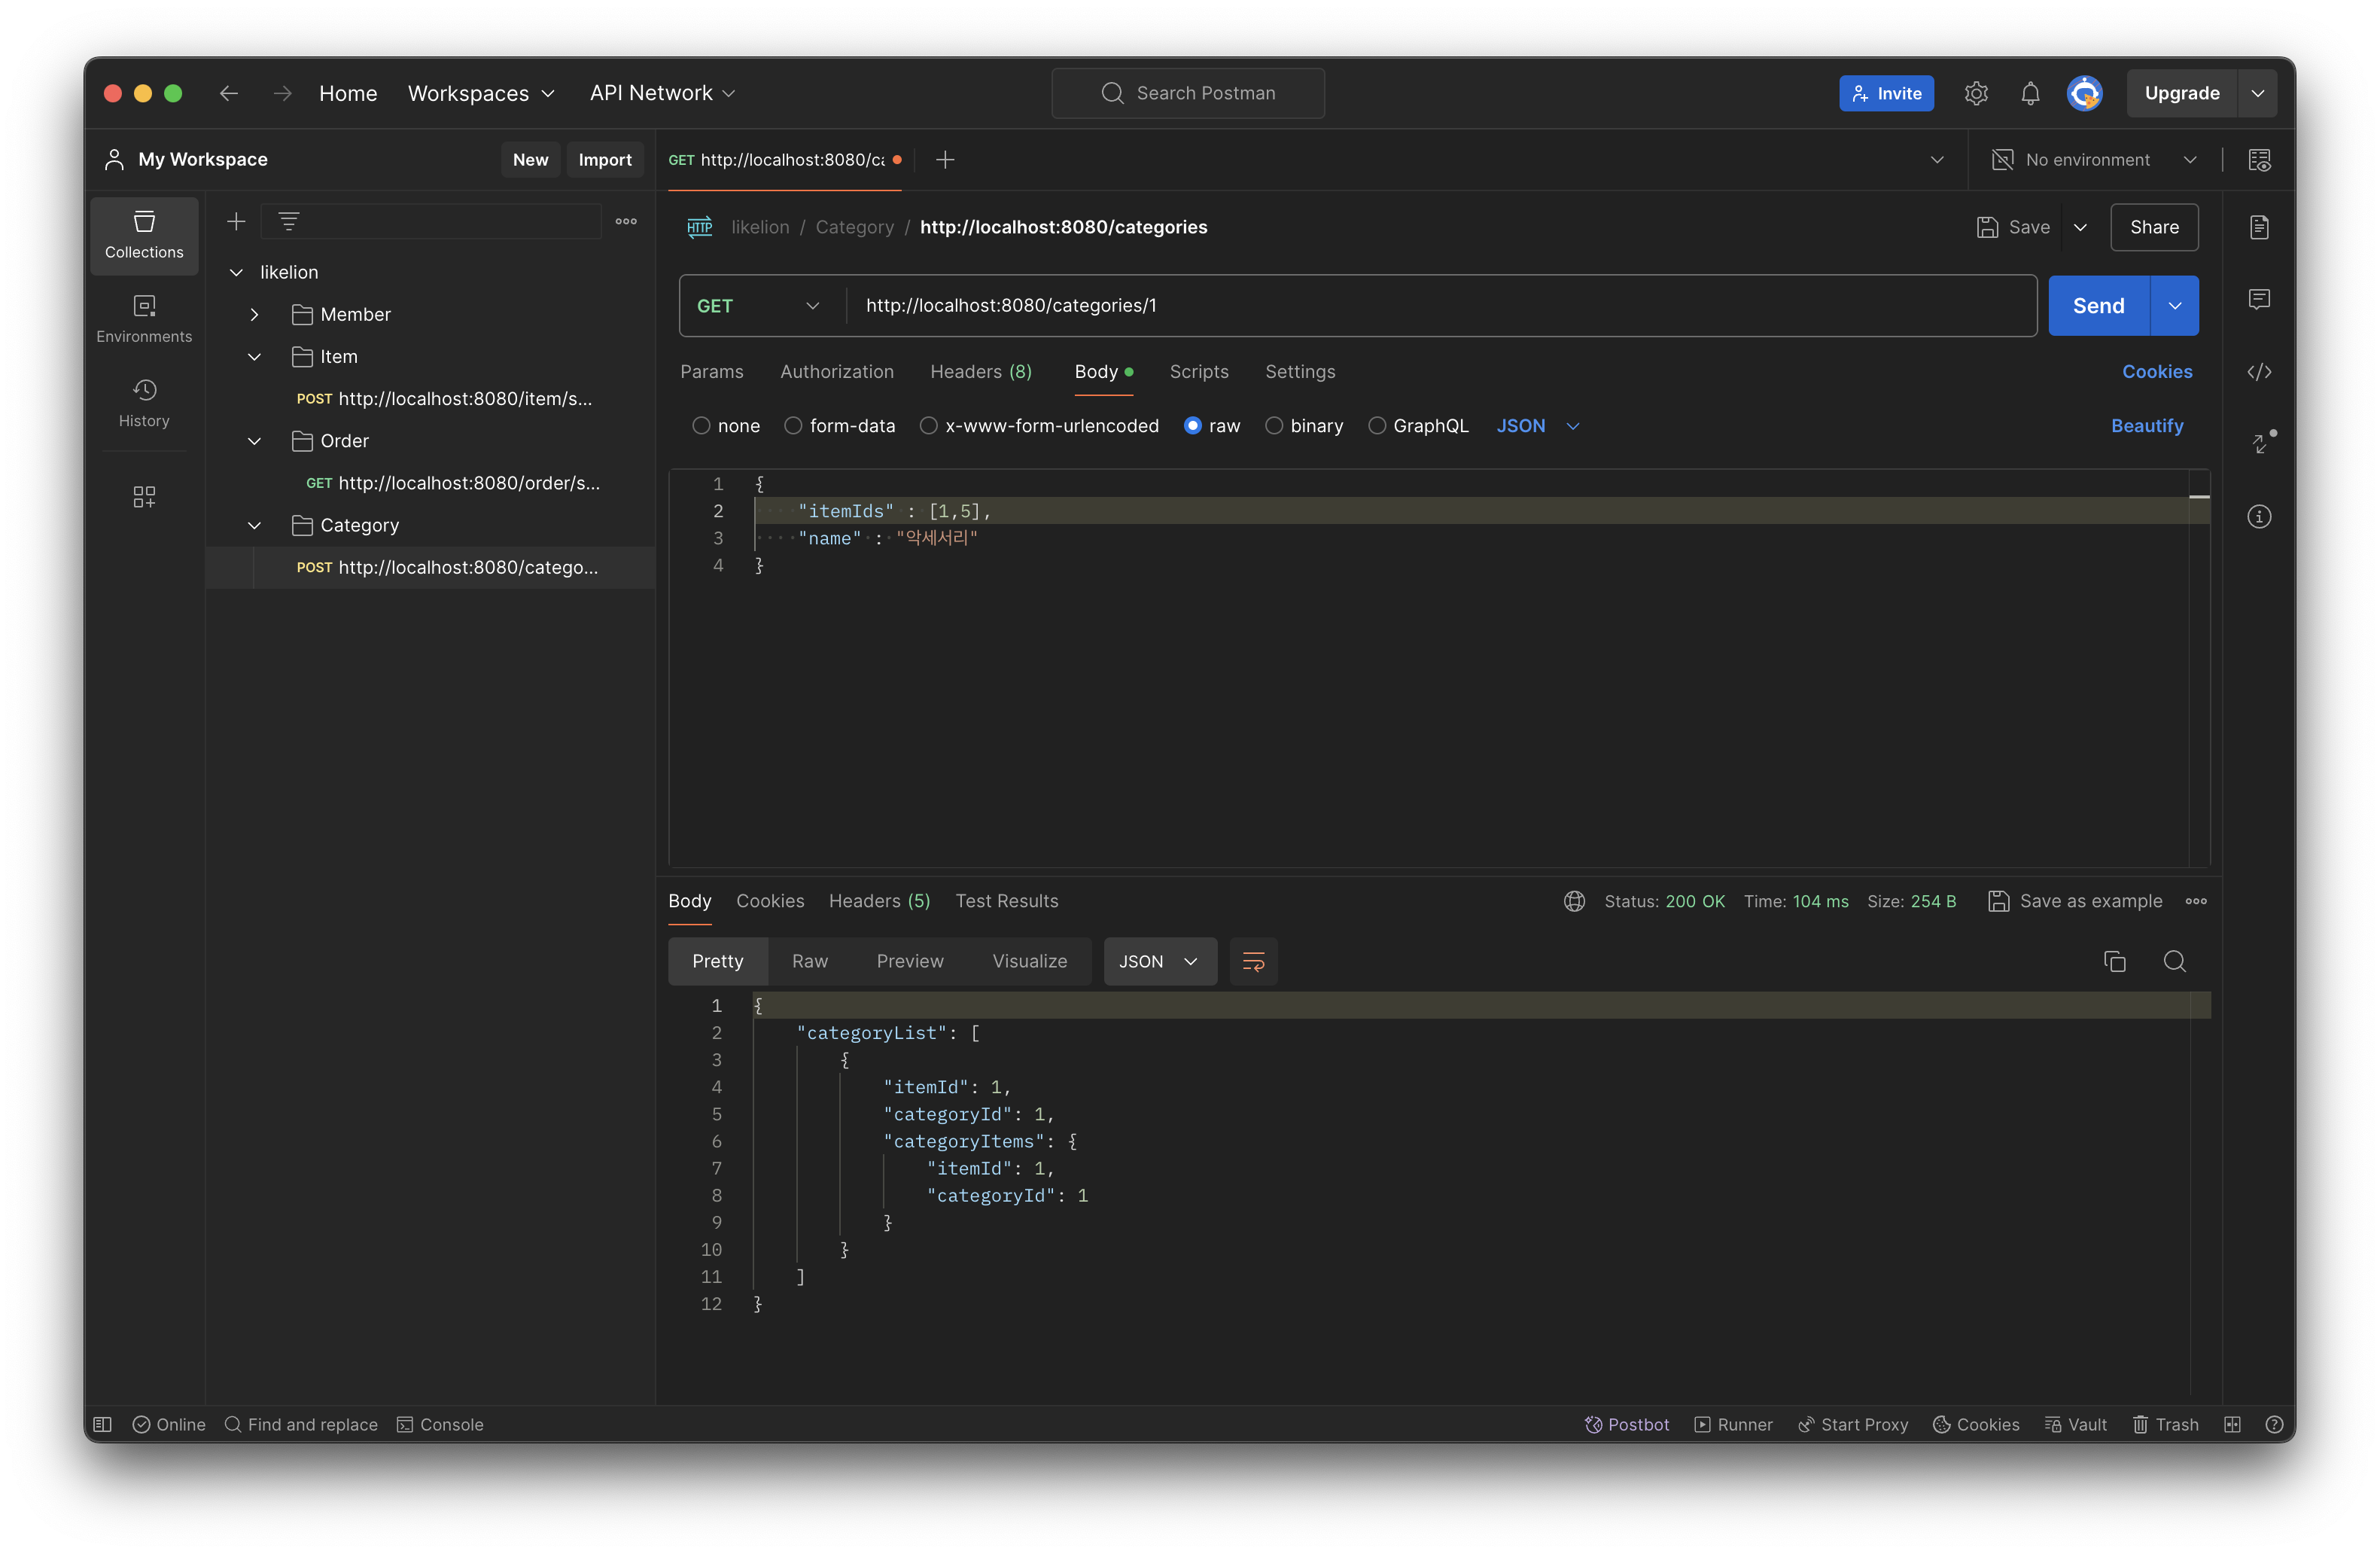 Home Workspaces API Network Search Postman Invite Upgrade
My Workspace New Import GET http://localhost:8080/ca No environment
Collections
Environments
History
likelion
Member
Item
POST http://localhost:8080/item/s...
Order
GET http://localhost:8080/order/s...
Category
POST http://localhost:8080/catego...
HTTP likelion / Category / http://localhost:8080/categories Save Share
GET http://localhost:8080/categories/1 Send
Params Authorization Headers (8) Body Scripts Settings Cookies
none form-data x-www-form-urlencoded raw binary GraphQL JSON Beautify
1 {
2 "itemIds" : [1,5],
3 "name" : "악세서리"
4 }
Body Cookies Headers (5) Test Results Status: 200 OK Time: 104 ms Size: 254 B Save as example
Pretty Raw Preview Visualize JSON
1 {
2 "categoryList": [
3 {
4 "itemId": 1,
5 "categoryId": 1,
6 "categoryItems": {
7 "itemId": 1,
8 "categoryId": 1
9 }
10 }
11 ]
12 }
Online Find and replace Console Postbot Runner Start Proxy Cookies Vault Trash